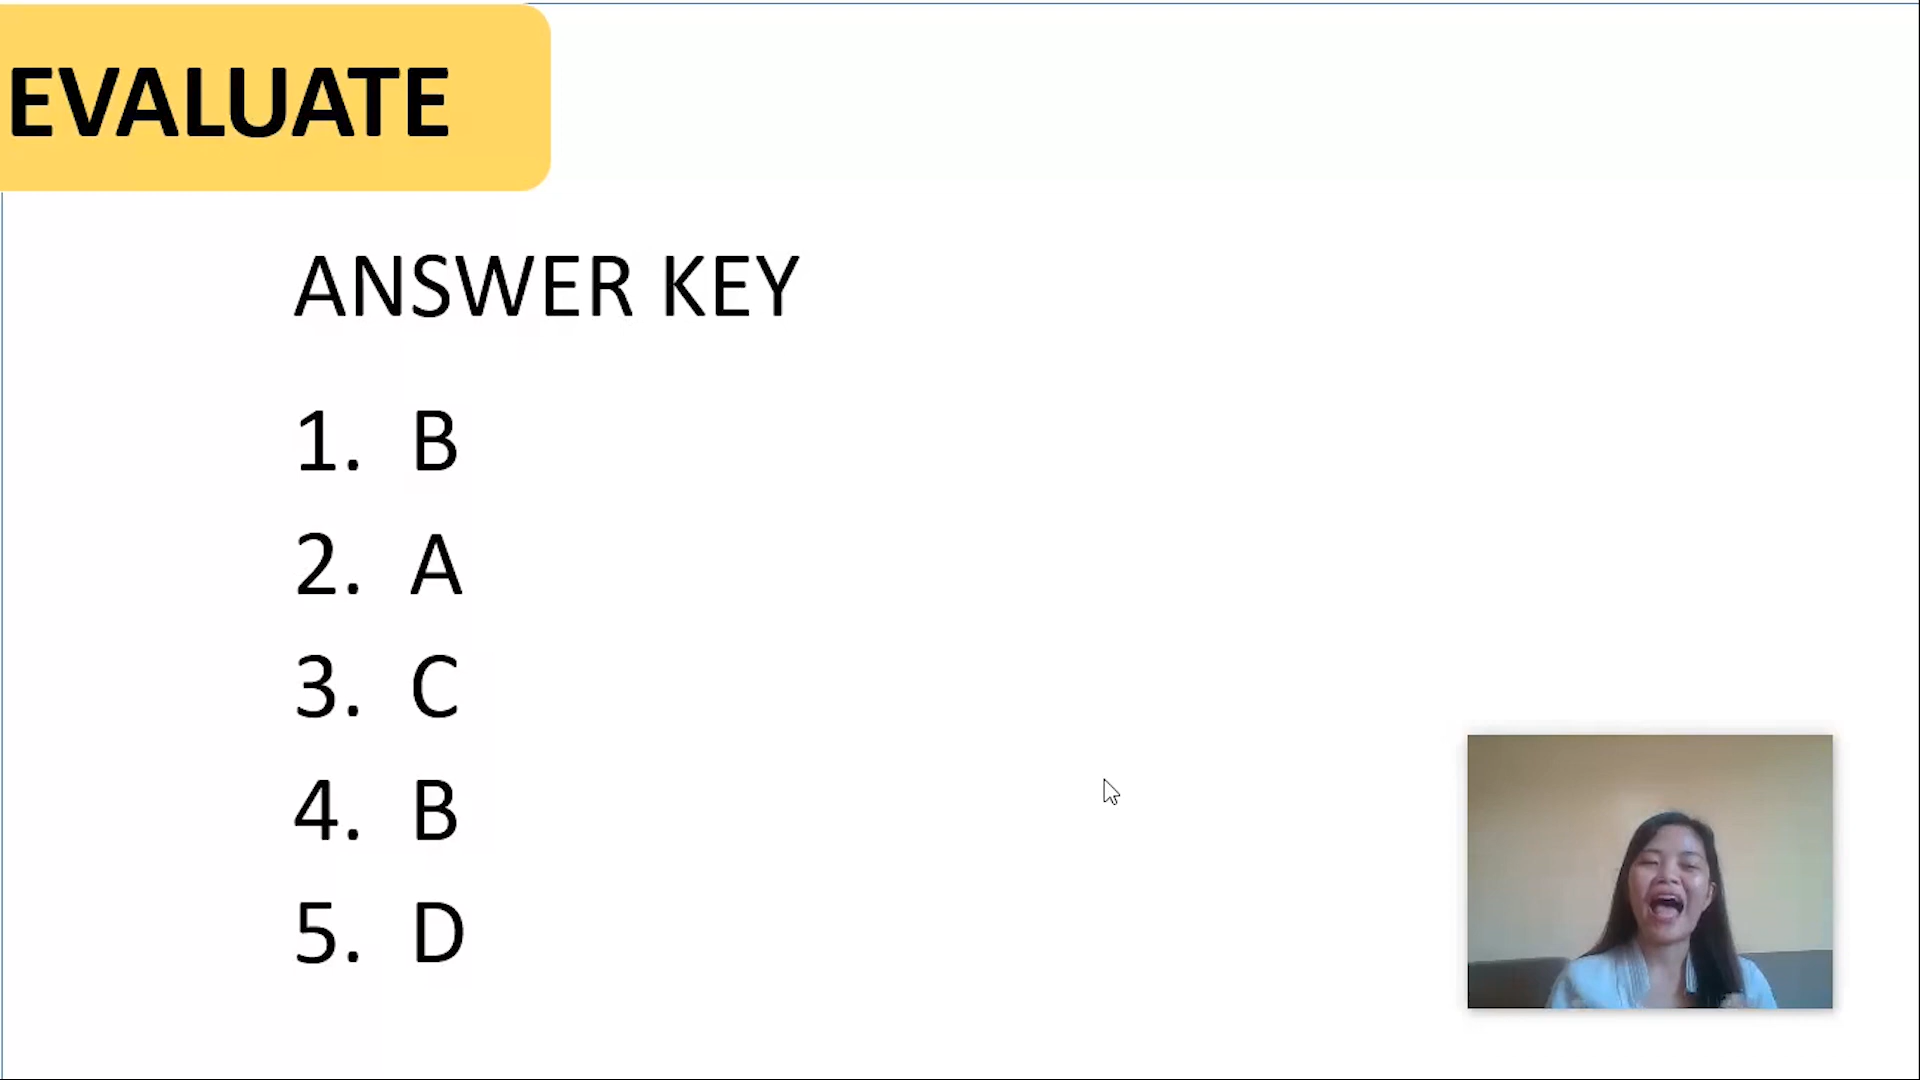 EVALUATE
ANSWER KEY
1. B
2. A
3. C
4. B
5. D